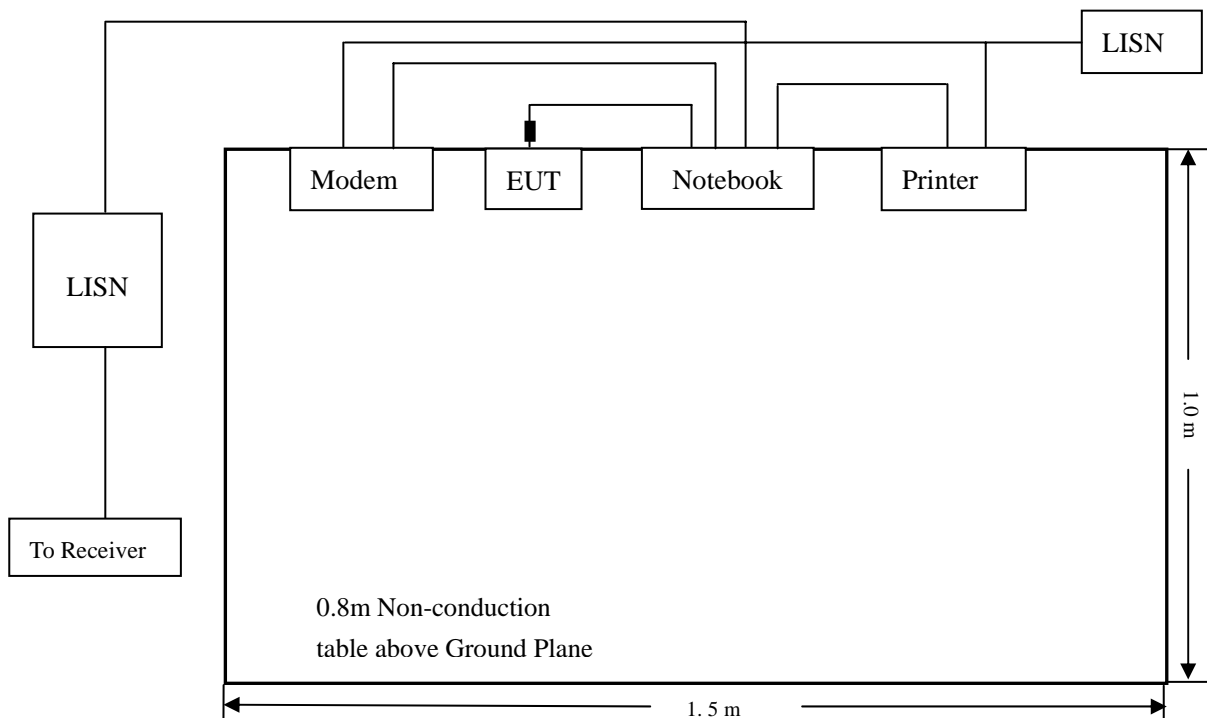 LISN
Modem
EUT
Notebook
Printer
LISN
1.0 m
To Receiver
0.8m Non-conduction
table above Ground Plane
1. 5 m